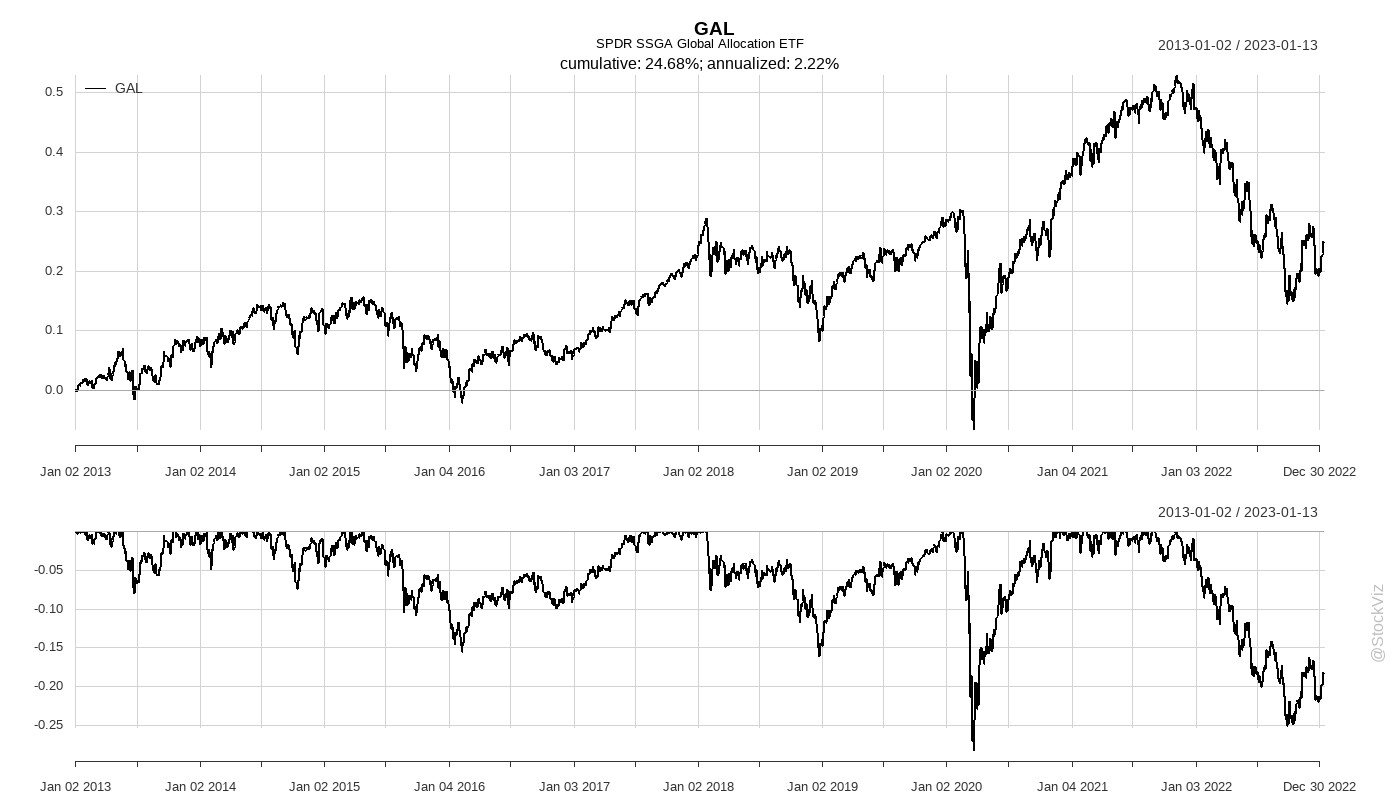 GAL
SPDR SSGA Global Allocation ETF
cumulative: 24.68%; annualized: 2.22%
2013-01-02 / 2023-01-13
GAL
0.5
0.4
0.3
0.2
0.1
0.0
Jan 02 2013 Jan 02 2014 Jan 02 2015 Jan 04 2016 Jan 03 2017 Jan 02 2018 Jan 02 2019 Jan 02 2020 Jan 04 2021 Jan 03 2022 Dec 30 2022
2013-01-02 / 2023-01-13
-0.05
-0.10
-0.15
-0.20
-0.25
Jan 02 2013 Jan 02 2014 Jan 02 2015 Jan 04 2016 Jan 03 2017 Jan 02 2018 Jan 02 2019 Jan 02 2020 Jan 04 2021 Jan 03 2022 Dec 30 2022
@StockViz